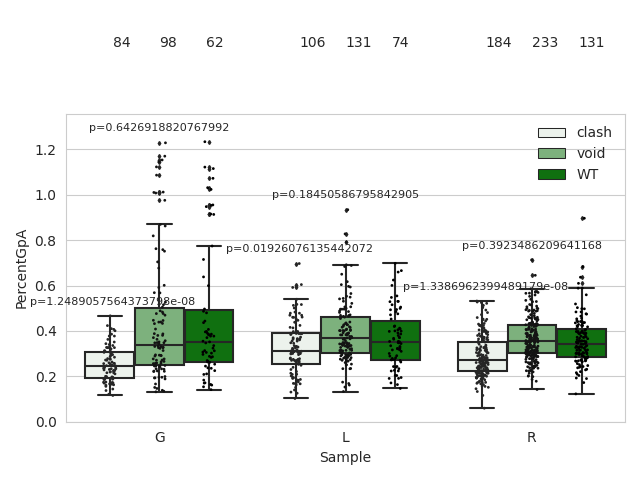 84 98 62 106 131 74 184 233 131
p=0.6426918820767992
clash
void
WT
p=0.18450586795842905
p=0.01926076135442072
p=0.3923486209641168
p=1.2489057564373798e-08
p=1.3386962399489179e-08
PercentGpA
1.2
1.0
0.8
0.6
0.4
0.2
0.0
G L R
Sample